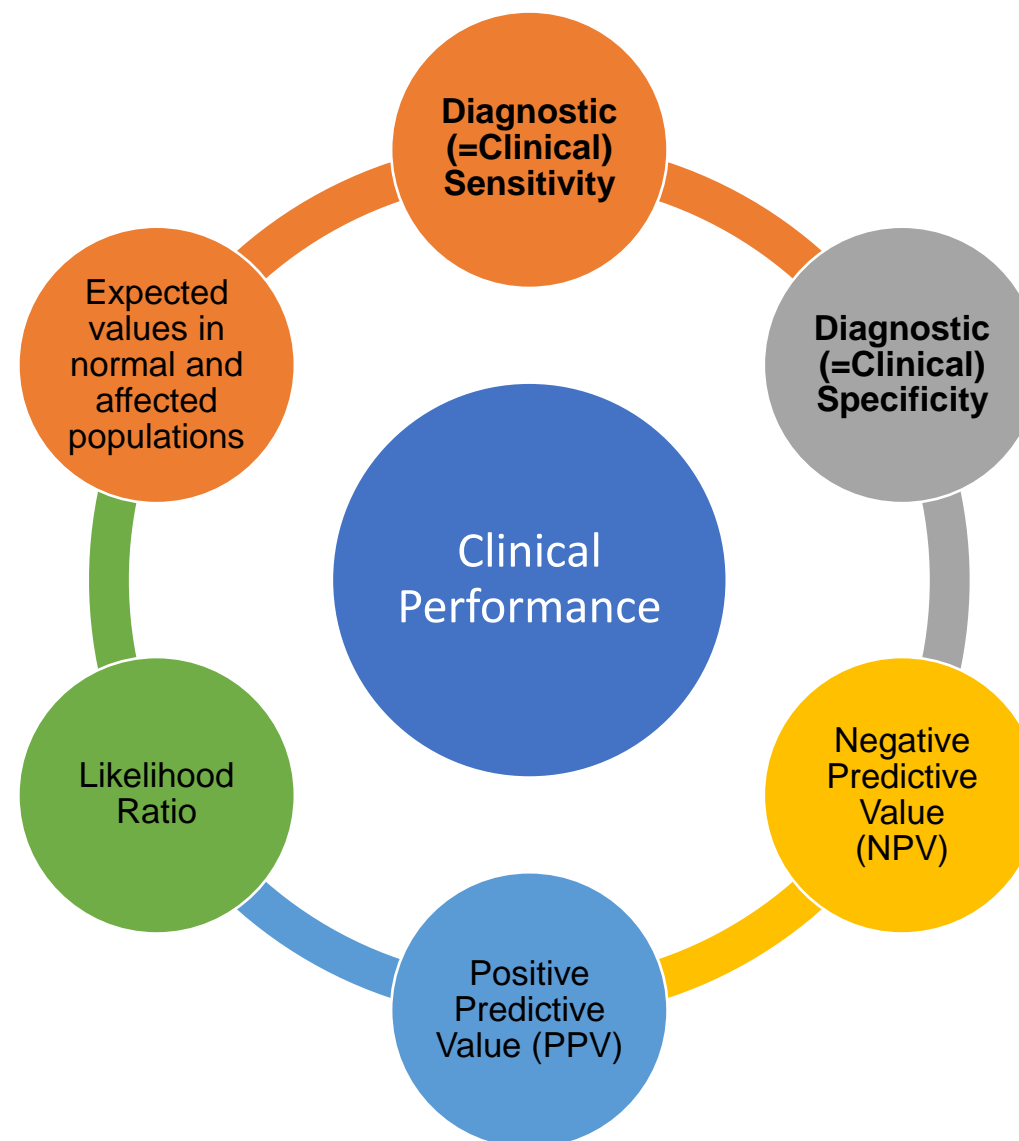 Diagnostic
(=Clinical)
Sensitivity
Diagnostic
(=Clinical)
Specificity
Negative
Predictive
Value
(NPV)
Positive
Predictive
Value (PPV)
Likelihood
Ratio
Expected
values in
normal and
affected
populations
Clinical
Performance